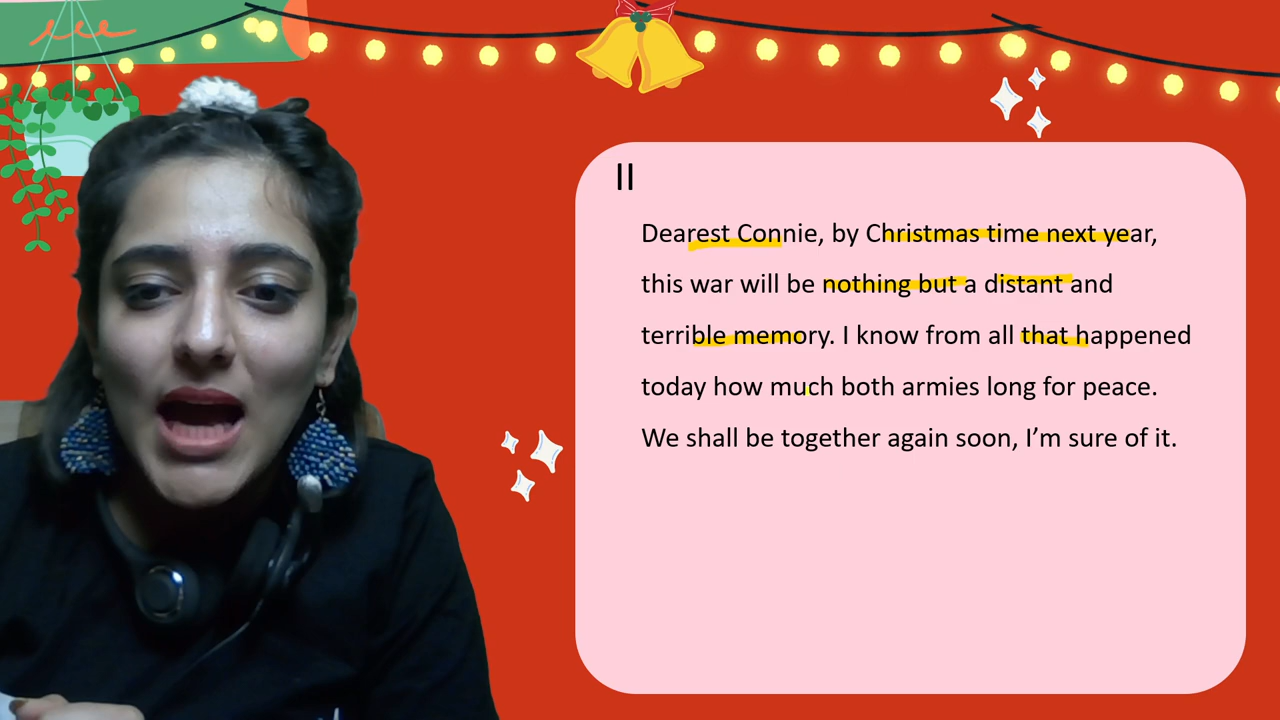 II
Dearest Connie, by Christmas time next year,
this war will be nothing but a distant and
terrible memory. I know from all that happened
today how much both armies long for peace.
We shall be together again soon, I’m sure of it.